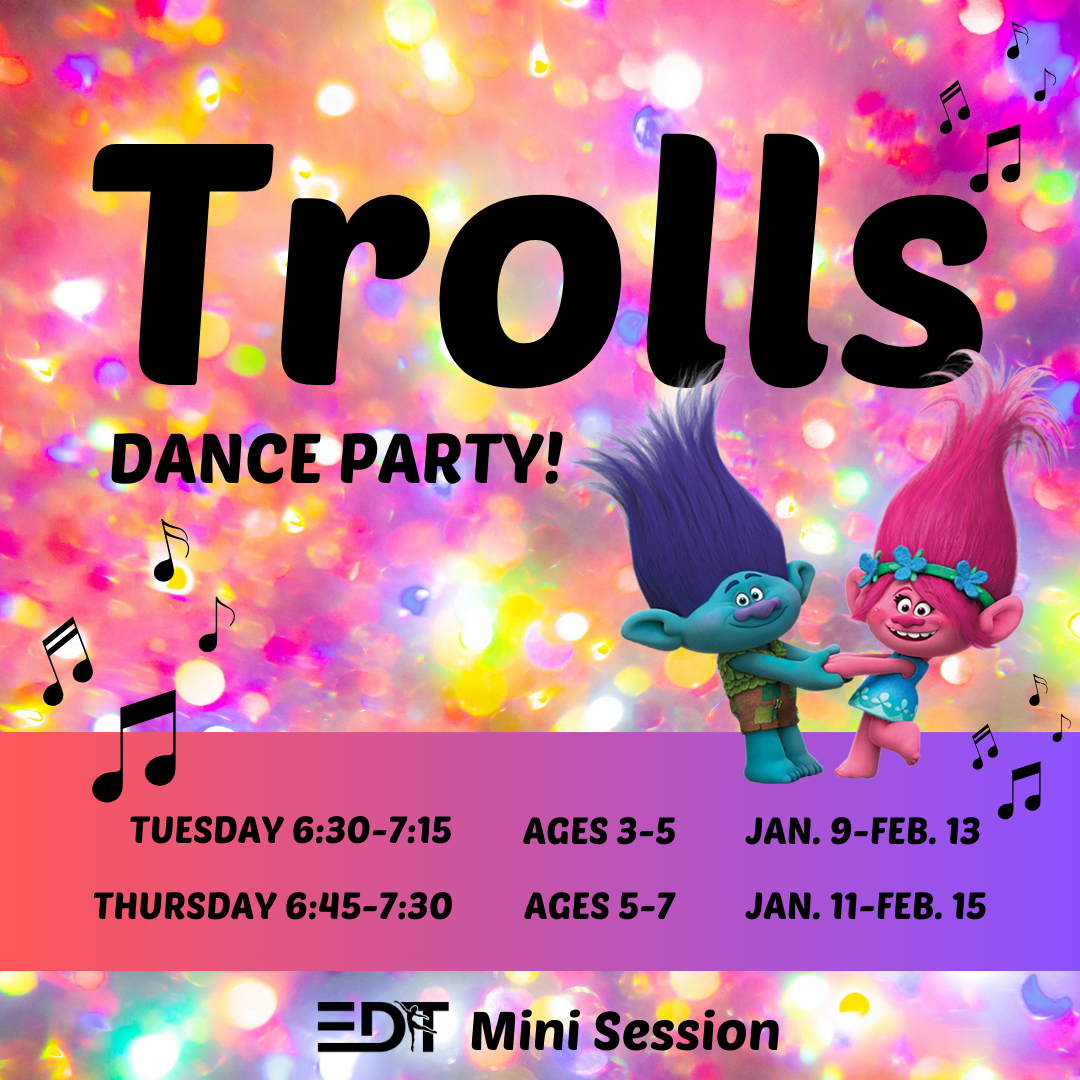 Trolls
DANCE PARTY!
TUESDAY 6:30-7:15 AGES 3-5 JAN. 9-FEB. 13
THURSDAY 6:45-7:30 AGES 5-7 JAN. 11-FEB. 15
EDT Mini Session